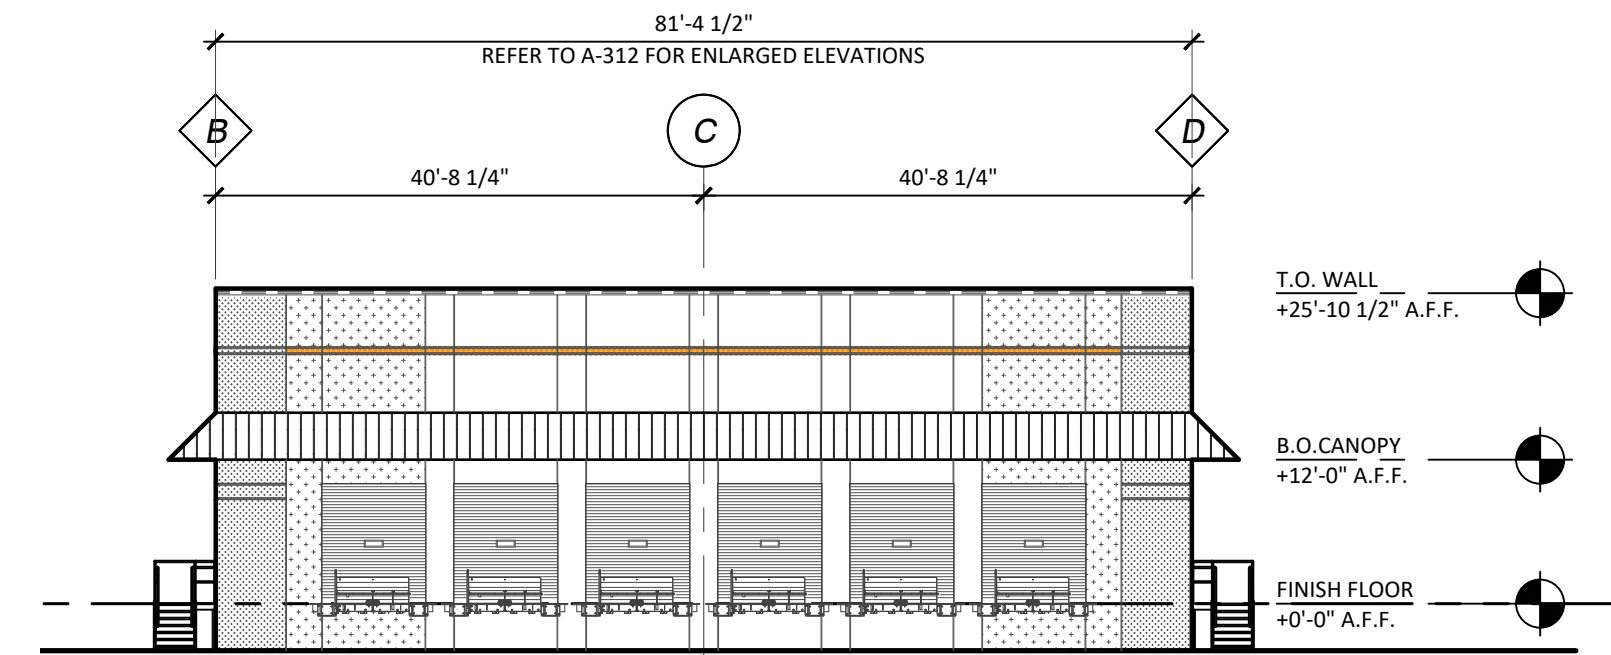 81'-4 1/2"
REFER TO A-312 FOR ENLARGED ELEVATIONS
B
C
D
40'-8 1/4"
40'-8 1/4"
T.O. WALL
+25'-10 1/2" A.F.F.
B.O.CANOPY
+12'-0" A.F.F.
FINISH FLOOR
+0'-0" A.F.F.